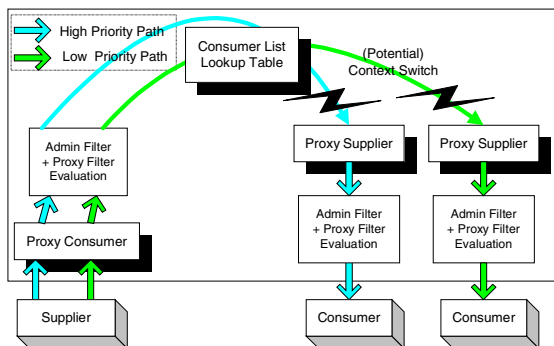 High Priority Path
Low Priority Path
Consumer List
Lookup Table
(Potential)
Context Switch
Admin Filter
+ Proxy Filter
Evaluation
Proxy Supplier
Proxy Supplier
Proxy Consumer
Admin Filter
+ Proxy Filter
Evaluation
Admin Filter
+ Proxy Filter
Evaluation
Supplier
Consumer
Consumer